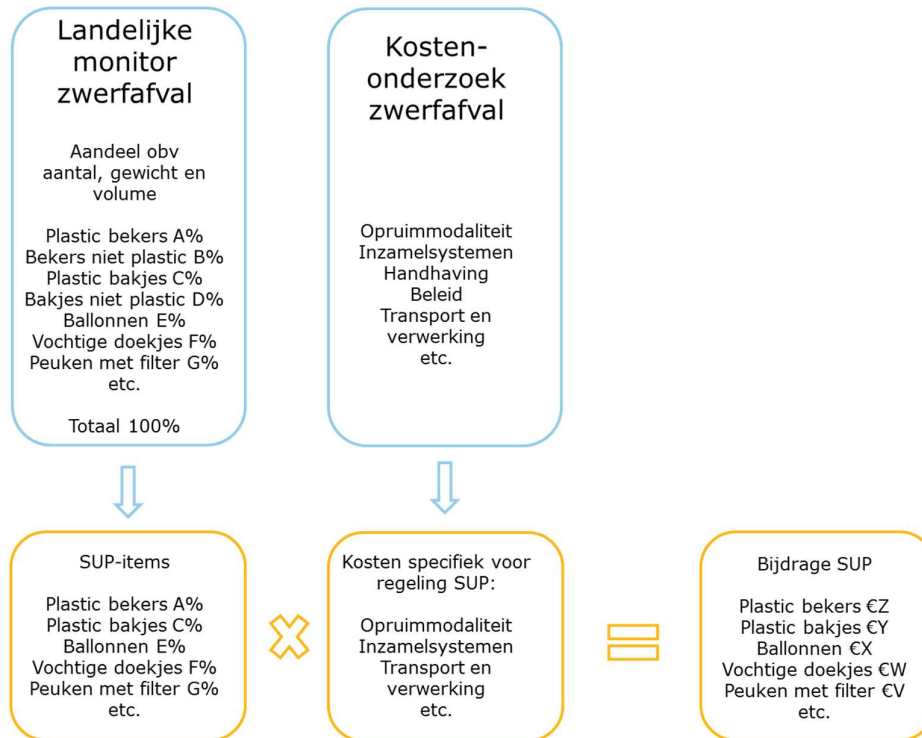 Landelijke
monitor
zwerfafval
Aandeel obv
aantal, gewicht en
volume
Plastic bekers A%
Bekers niet plastic B%
Plastic bakjes C%
Bakjes niet plastic D%
Ballonnen E%
Vochtige doekjes F%
Peuken met filter G%
etc.
Totaal 100%
Kosten-
onderzoek
zwerfafval
Opruimmodaliteit
Inzamelsystemen
Handhaving
Beleid
Transport en
verwerking
etc.
SUP-items
Plastic bekers A%
Plastic bakjes C%
Ballonnen E%
Vochtige doekjes F%
Peuken met filter G%
etc.
Kosten specifiek voor
regeling SUP:
Opruimmodaliteit
Inzamelsystemen
Transport en
verwerking
etc.
Bijdrage SUP
Plastic bekers €Z
Plastic bakjes €Y
Ballonnen €X
Vochtige doekjes €W
Peuken met filter €V
etc.